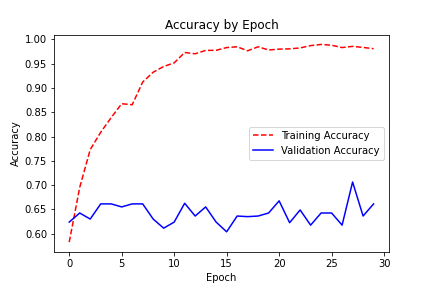 Accuracy by Epoch
1.00
0.95
0.90
0.85
0.80
0.75
0.70
0.65
0.60
Accuracy
Training Accuracy
Validation Accuracy
0 5 10 15 20 25 30
Epoch